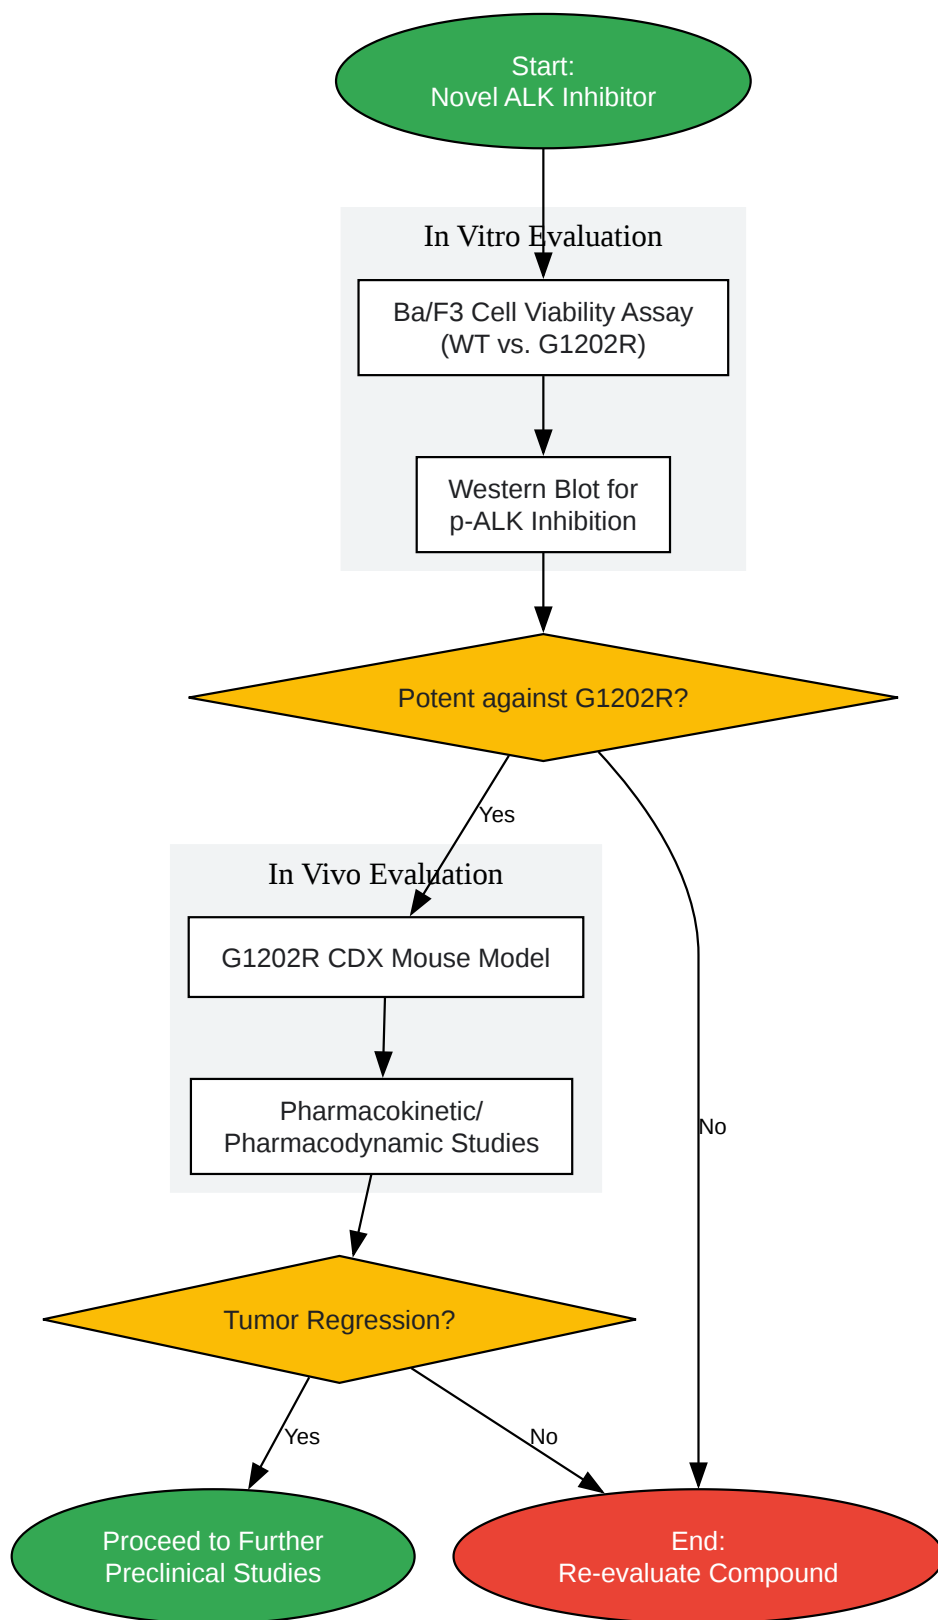 Start:
Novel ALK Inhibitor
In Vitro Evaluation
Ba/F3 Cell Viability Assay
(WT vs. G1202R)
Western Blot for
p-ALK Inhibition
Potent against G1202R?
Yes
In Vivo Evaluation
G1202R CDX Mouse Model
Pharmacokinetic/
Pharmacodynamic Studies
No
Tumor Regression?
Yes
No
Proceed to Further
Preclinical Studies
End:
Re-evaluate Compound